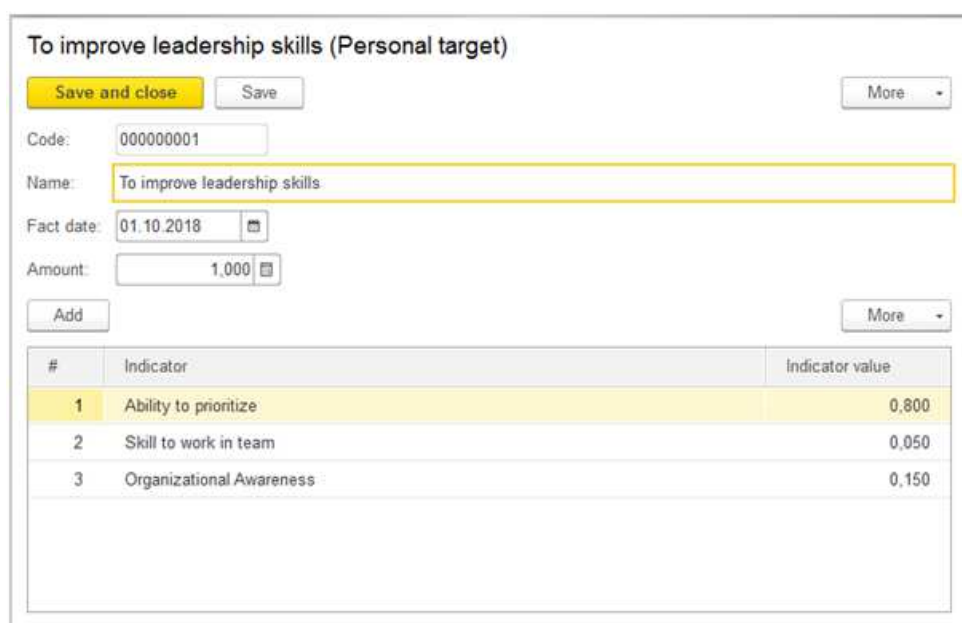 To improve leadership skills (Personal target)
Save and close Save More
Code: 000000001
Name: To improve leadership skills
Fact date: 01.10.2018
Amount: 1,000
Add More
# Indicator Indicator value
1 Ability to prioritize 0,800
2 Skill to work in team 0,050
3 Organizational Awareness 0,150